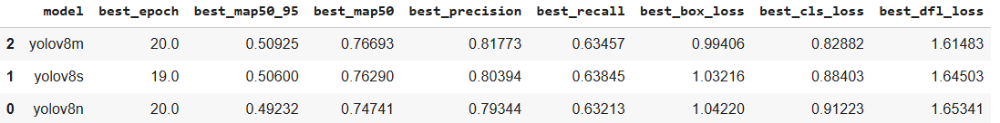 model best_epoch best_map50_95 best_map50 best_precision best_recall best_box_loss best_cls_loss best_dfl_loss
2 yolov8m 20.0 0.50925 0.76693 0.81773 0.63457 0.99406 0.82882 1.61483
1 yolov8s 19.0 0.50600 0.76290 0.80394 0.63845 1.03216 0.88403 1.64503
0 yolov8n 20.0 0.49232 0.74741 0.79344 0.63213 1.04220 0.91223 1.65341